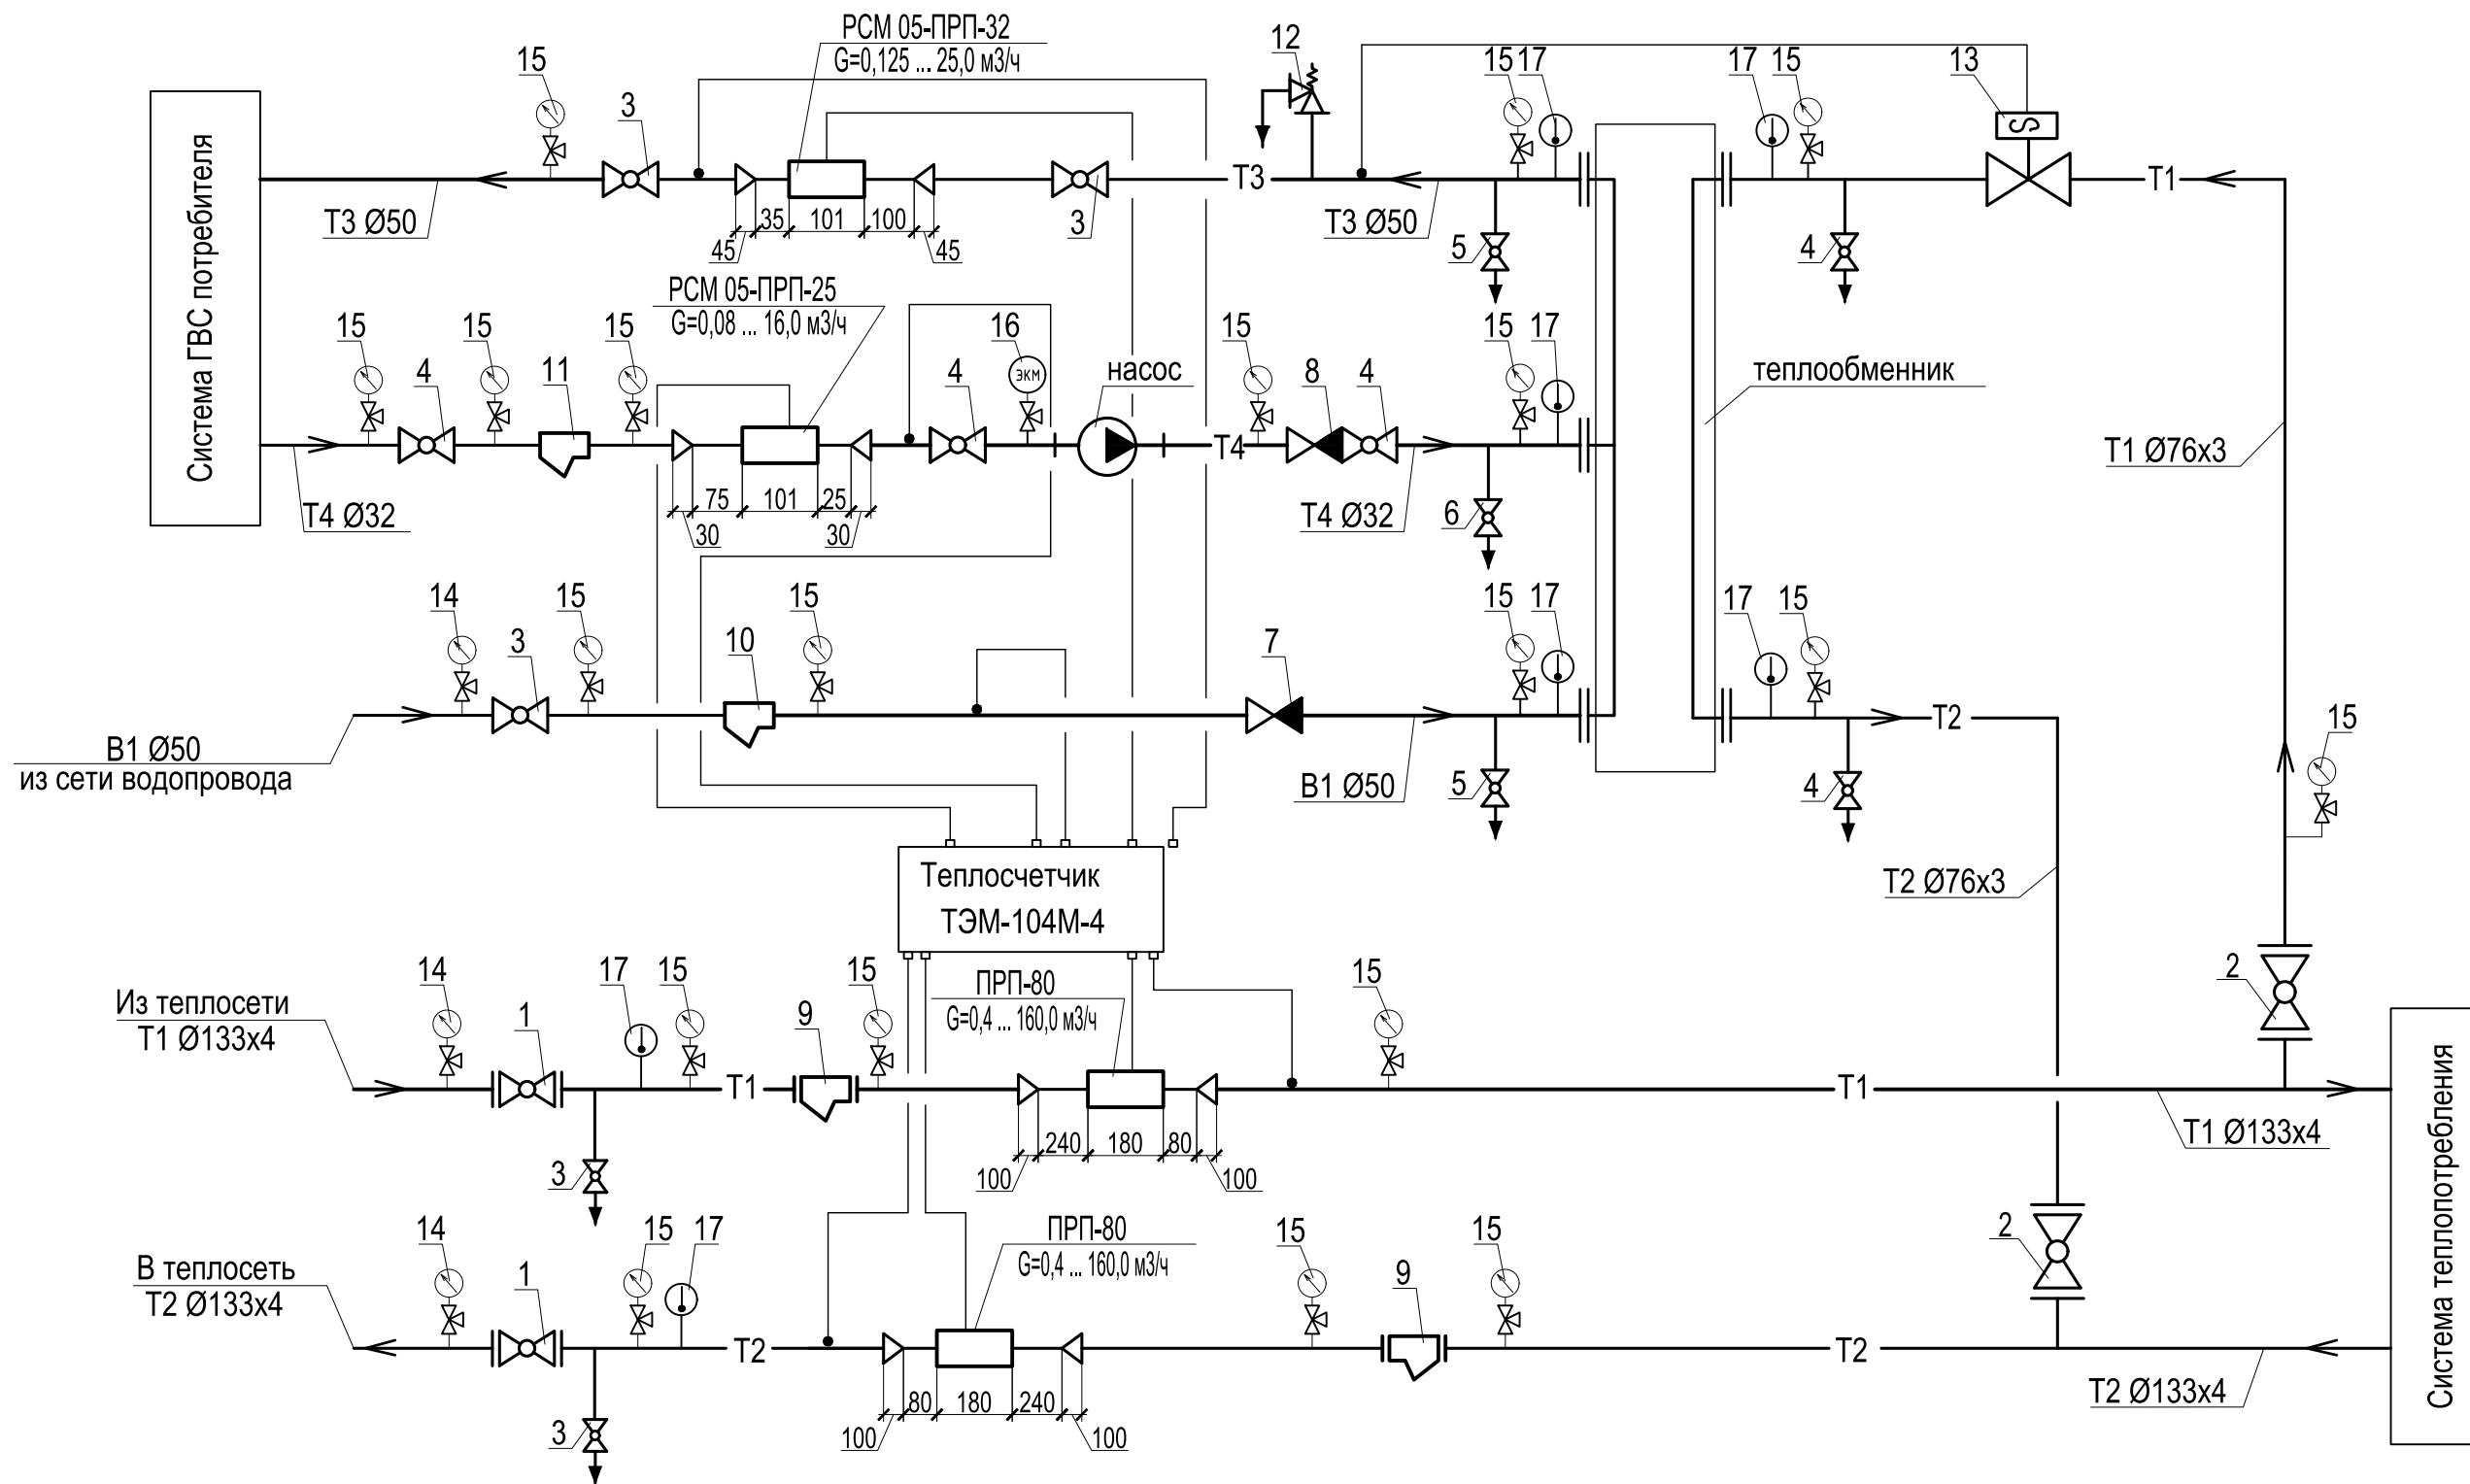 РСМ 05-ПРП-32
G=0,125 ... 25,0 м3/ч
15
3
12
15
17
17
15
13
S
Система ГВС потребителя
Т3
Т1
Т3 Ø50
35
101
100
45
45
3
Т3 Ø50
5
4
РСМ 05-ПРП-25
G=0,08 ... 16,0 м3/ч
15
15
15
16
15
15
17
4
11
4
ЭКМ
насос
8
4
теплообменник
Т4
Т1 Ø76х3
Т4 Ø32
75
101
25
30
30
Т4 Ø32
6
14
15
15
15
17
17
15
3
10
7
Т2
15
В1 Ø50
из сети водопровода
В1 Ø50
5
4
Теплосчетчик
ТЭМ-104М-4
Т2 Ø76х3
14
17
15
15
ПРП-80
G=0,4 ... 160,0 м3/ч
15
2
Из теплосети
Т1 Ø133х4
1
9
Т1
Т1
Т1 Ø133х4
240
180
80
100
100
3
Система теплопотребления
14
15
17
ПРП-80
G=0,4 ... 160,0 м3/ч
15
15
2
В теплосеть
Т2 Ø133х4
1
9
Т2
Т2
Т2 Ø133х4
80
180
240
100
100
3